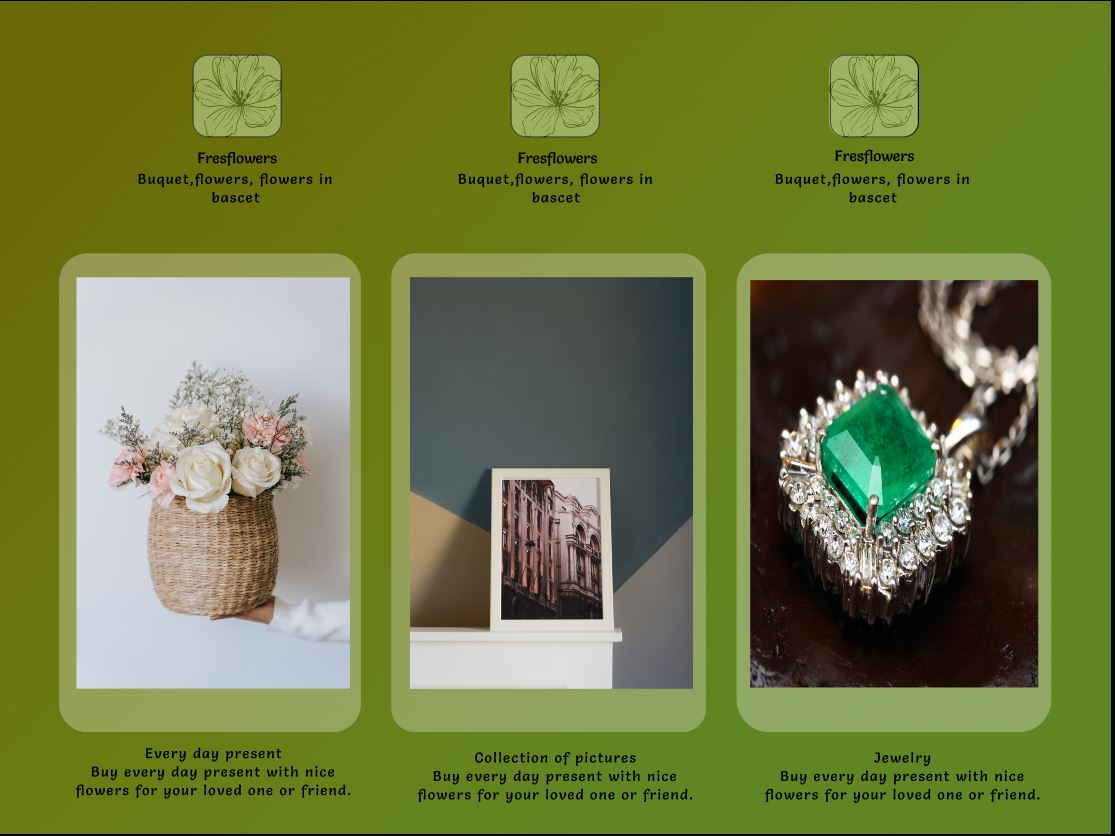 Fresflowers
Buquet,flowers, flowers in
bascet
Fresflowers
Buquet,flowers, flowers in
bascet
Fresflowers
Buquet,flowers, flowers in
bascet
Every day present
Buy every day present with nice
flowers for your loved one or friend.
Collection of pictures
Buy every day present with nice
flowers for your loved one or friend.
Jewelry
Buy every day present with nice
flowers for your loved one or friend.